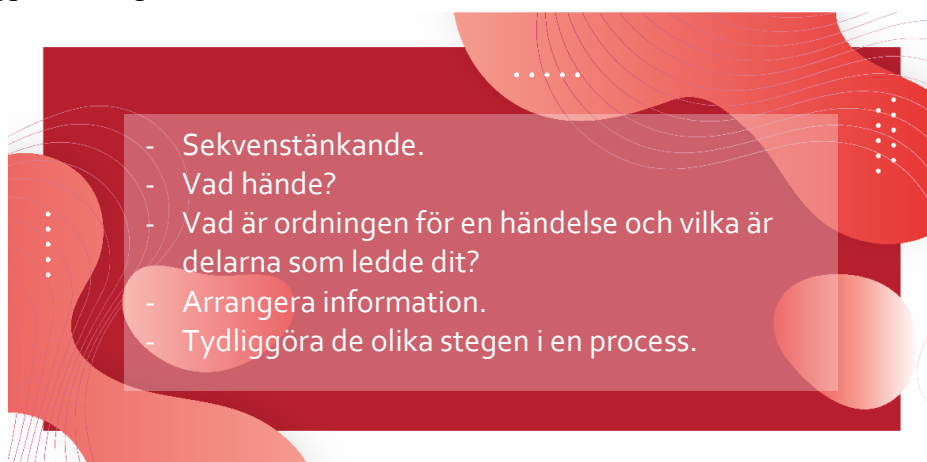 - Sekvenstänkande.
- Vad hände?
- Vad är ordningen för en händelse och vilka är
delarna som ledde dit?
- Arrangera information.
- Tydliggöra de olika stegen i en process.